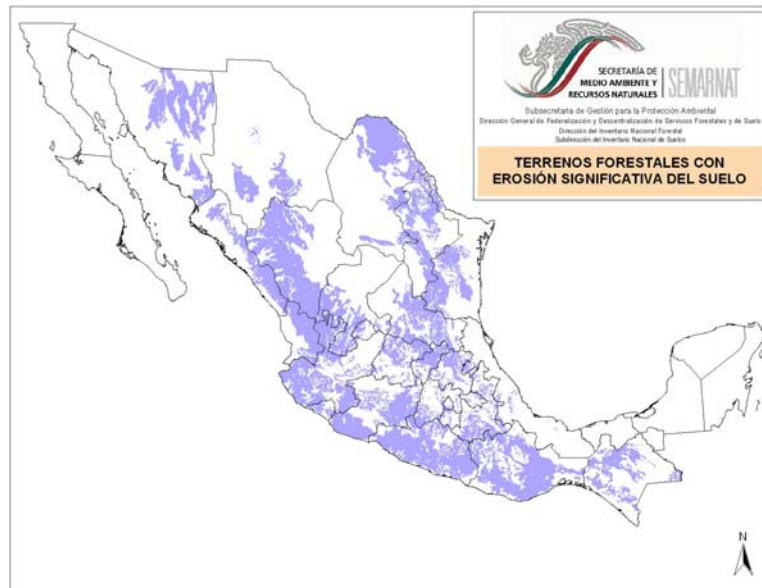 SECRETARÍA DE
MEDIO AMBIENTE Y
RECURSOS NATURALES
SEMARNAT
Subsecretaría de Gestión para la Protección Ambiental
Dirección General de Federalización y Descentralización de Servicios Forestales y de Suelo
Dirección del Inventario Nacional Forestal
Subdirección del Inventario Nacional de Suelos
TERRENOS FORESTALES CON
EROSIÓN SIGNIFICATIVA DEL SUELO
N